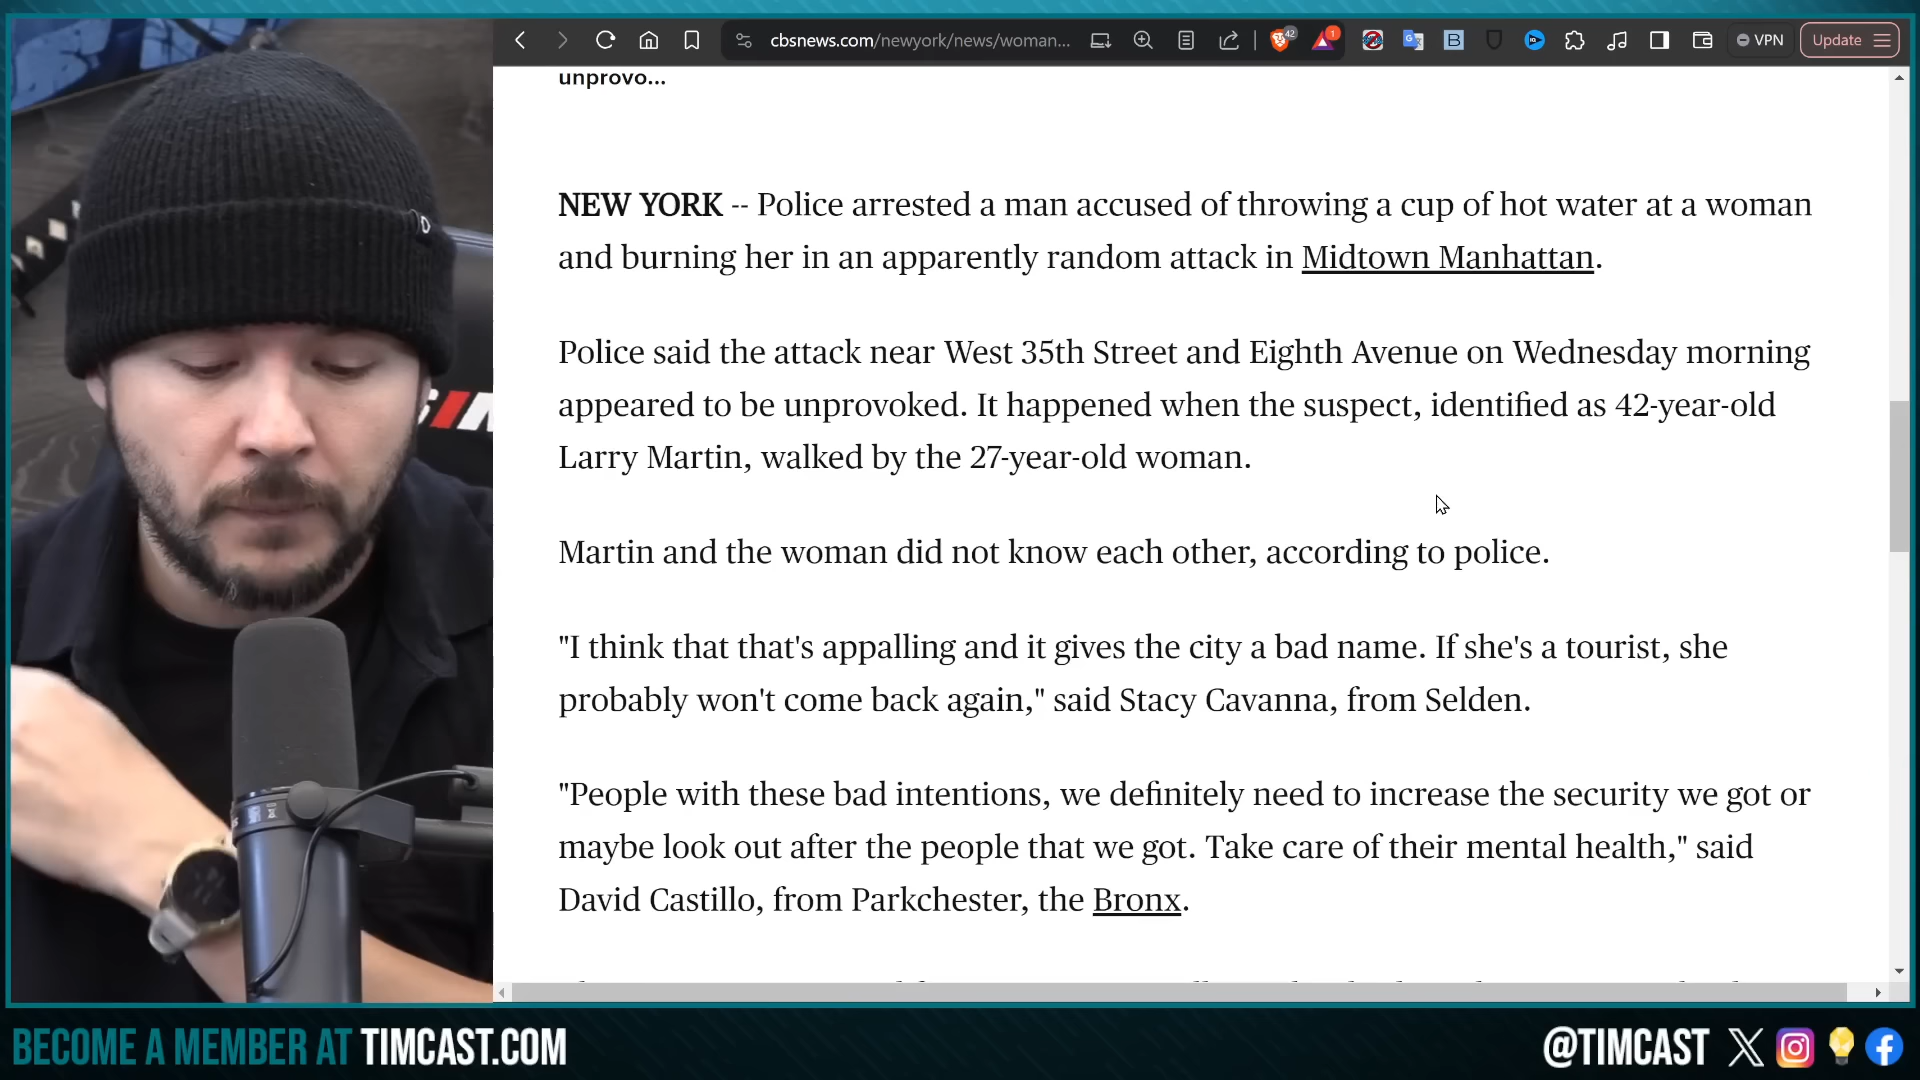 cbsnews.com/newyork/news/woman...
42
1
VPN
Update
unprovo...
NEW YORK -- Police arrested a man accused of throwing a cup of hot water at a woman
and burning her in an apparently random attack in Midtown Manhattan.
Police said the attack near West 35th Street and Eighth Avenue on Wednesday morning
appeared to be unprovoked. It happened when the suspect, identified as 42-year-old
Larry Martin, walked by the 27-year-old woman.
Martin and the woman did not know each other, according to police.
"I think that that's appalling and it gives the city a bad name. If she's a tourist, she
probably won't come back again," said Stacy Cavanna, from Selden.
"People with these bad intentions, we definitely need to increase the security we got or
maybe look out after the people that we got. Take care of their mental health," said
David Castillo, from Parkchester, the Bronx.
BECOME A MEMBER AT TIMCAST.COM
@TIMCAST